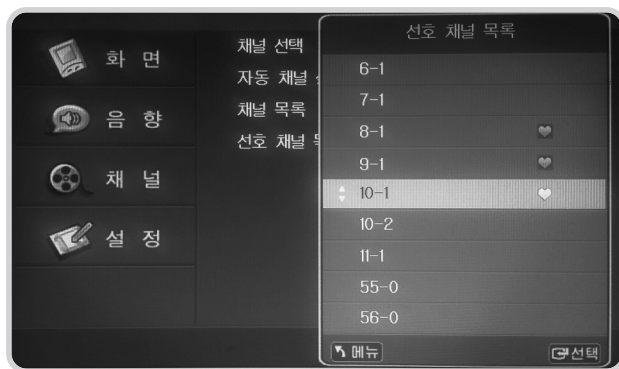 화 면
음 향
채 널
설 정
채널 선택
자동 채널
채널 목록
선호 채널
선호 채널 목록
6-1
7-1
8-1
9-1
10-1
10-2
11-1
55-0
56-0
메뉴
선택